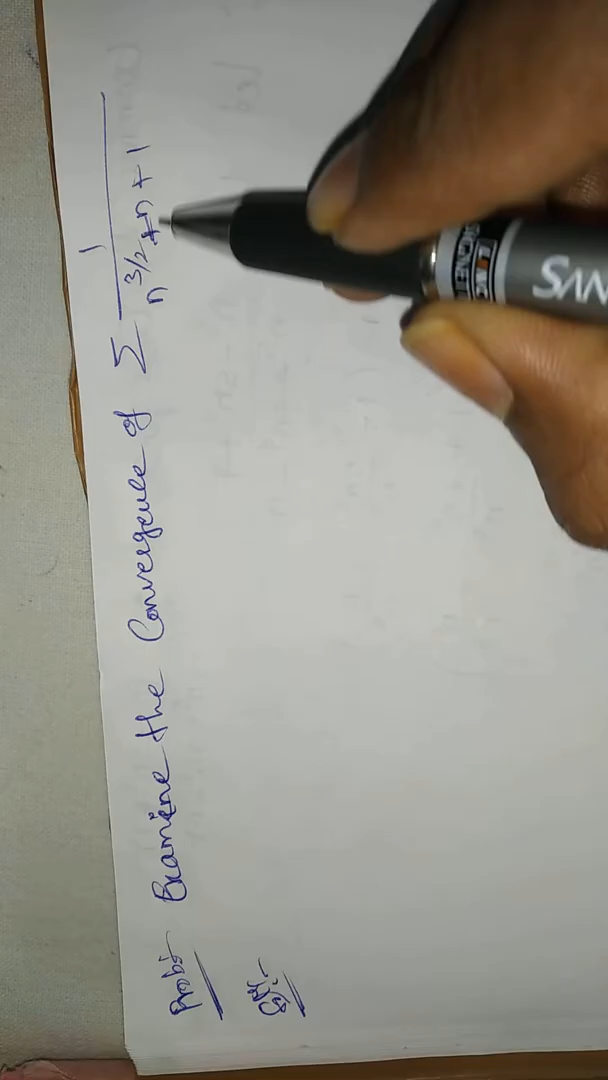 Prob:- Examine the Convergence of ∑ 1/(n^{3/2} + n + 1)
Sol:-